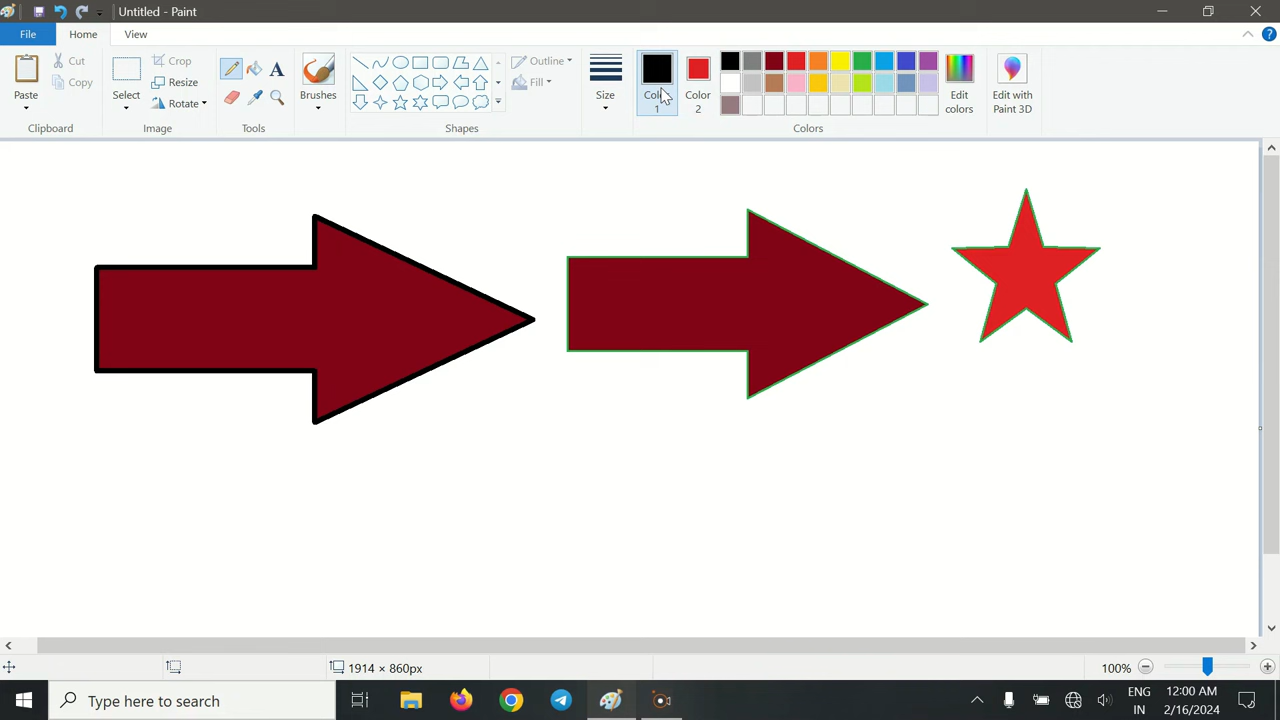 Untitled - Paint
File
Home
View
Paste
Cut
Copy
Clipboard
Select
Crop
Resize
Rotate
Image
Tools
Brushes
Shapes
Outline
Fill
Size
Color
1
Color
2
Edit
colors
Colors
Edit with
Paint 3D
1914 × 860px
100%
Type here to search
ENG
IN
12:00 AM
2/16/2024